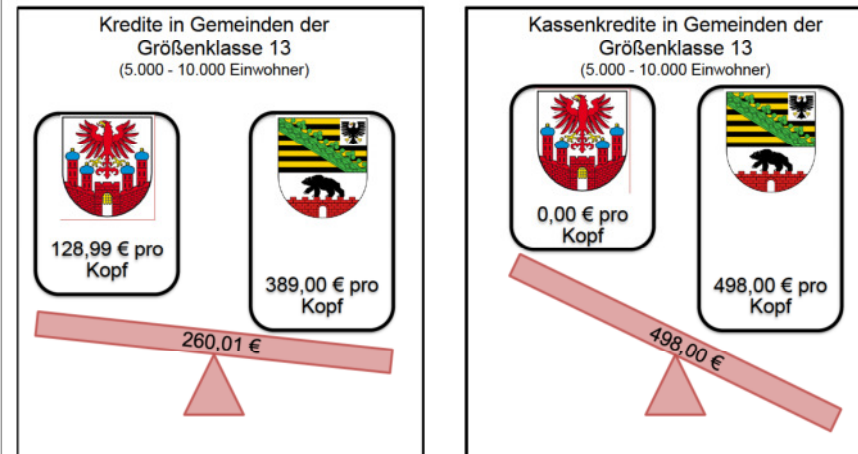 Kredite in Gemeinden der
Größenklasse 13
(5.000 - 10.000 Einwohner)
128,99 € pro
Kopf
389,00 € pro
Kopf
260,01 €
Kassenkredite in Gemeinden der
Größenklasse 13
(5.000 - 10.000 Einwohner)
0,00 € pro
Kopf
498,00 € pro
Kopf
498,00 €